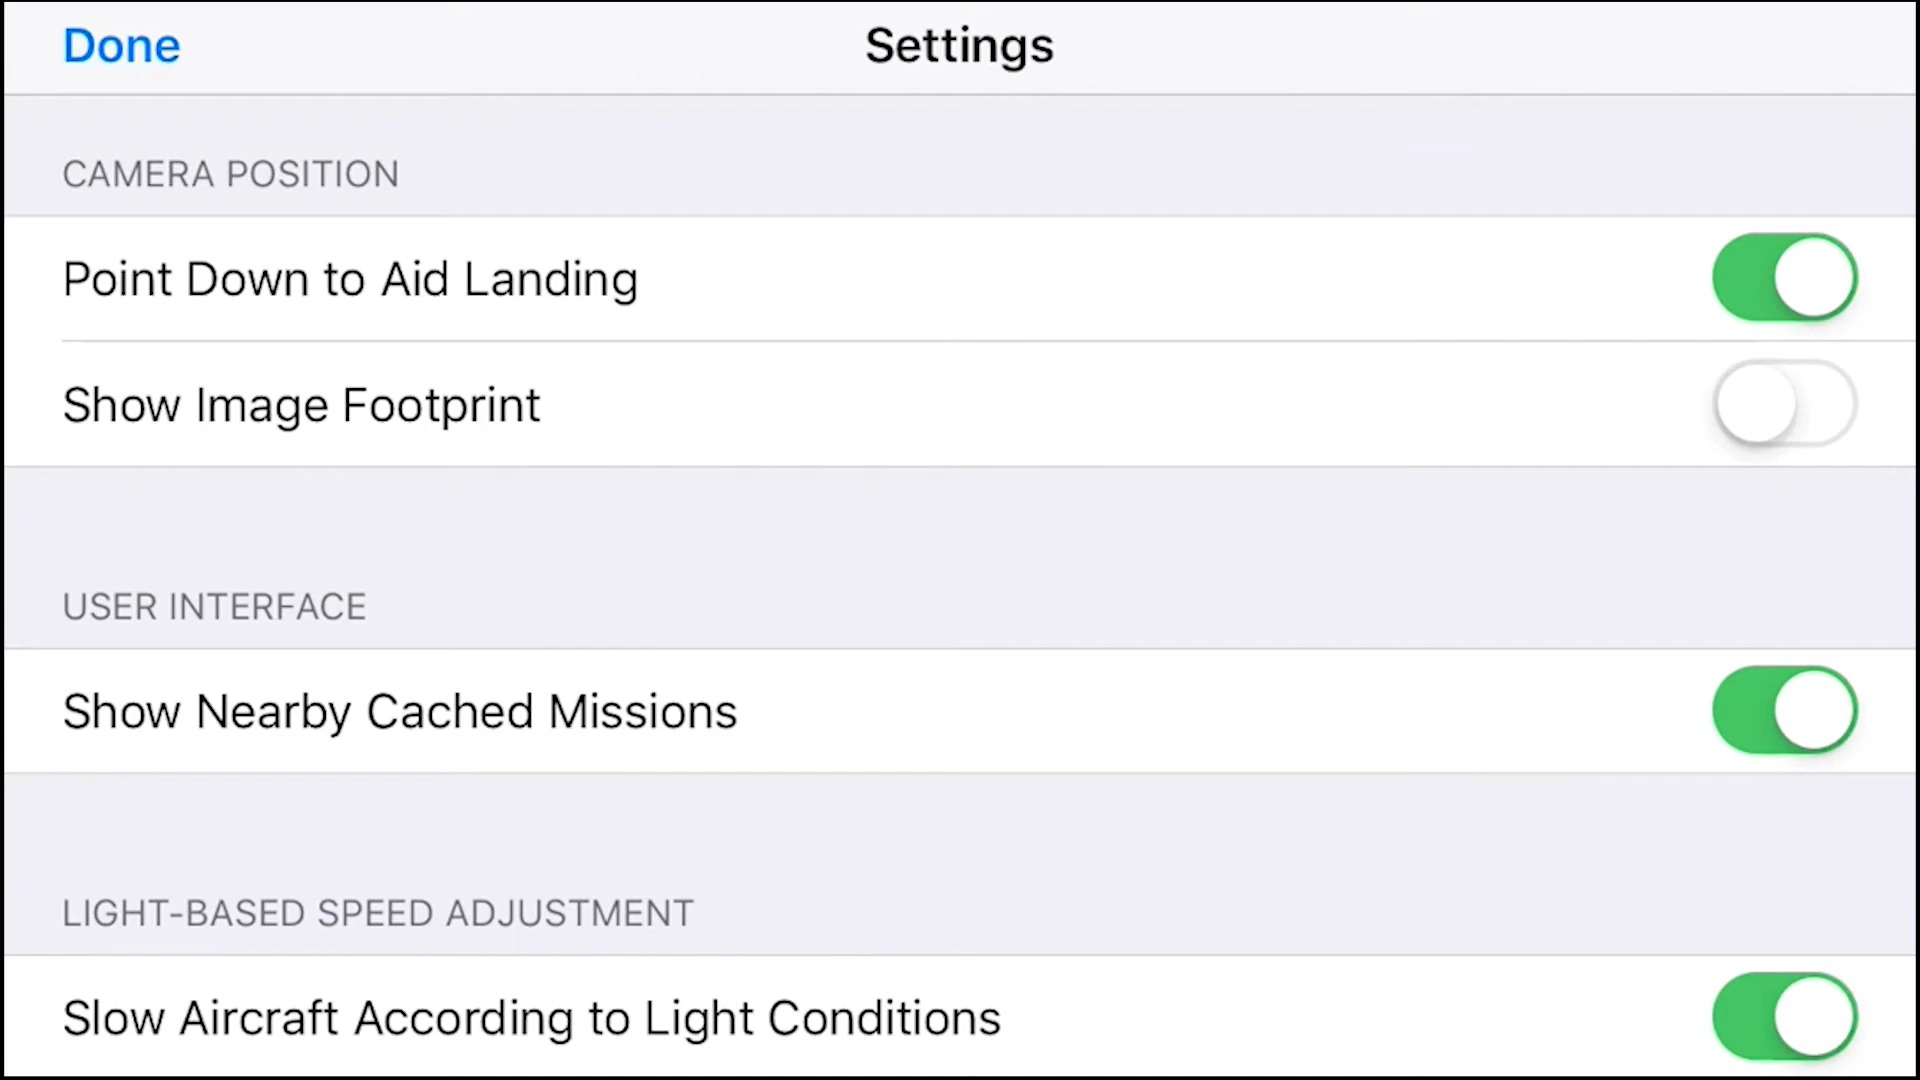 Done
Settings
CAMERA POSITION
Point Down to Aid Landing
Show Image Footprint
USER INTERFACE
Show Nearby Cached Missions
LIGHT-BASED SPEED ADJUSTMENT
Slow Aircraft According to Light Conditions